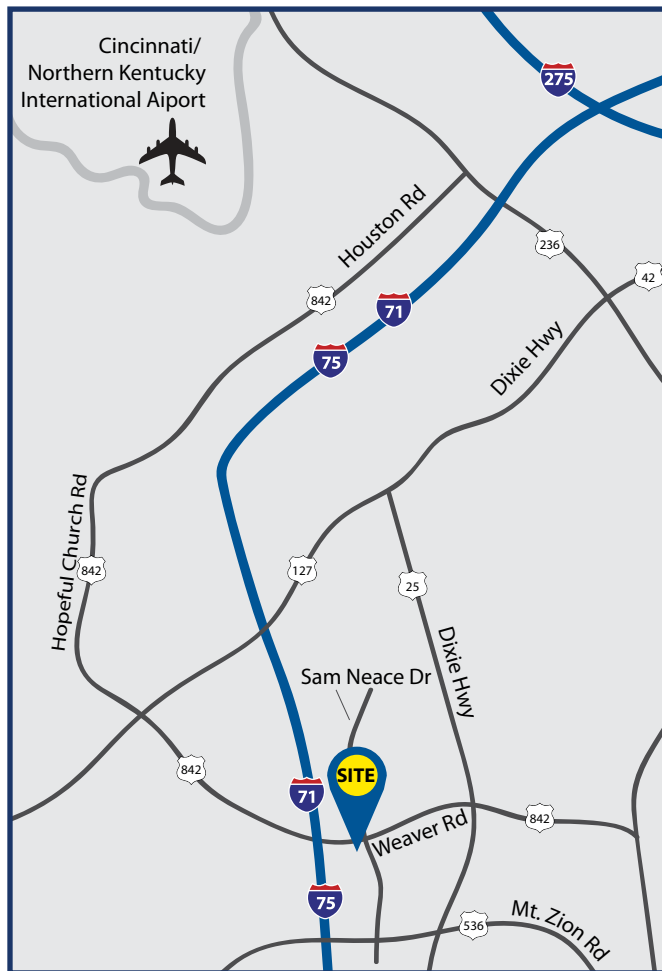 Cincinnati/
Northern Kentucky
International Aiport
275
Houston Rd
236
42
842
71
75
Dixie Hwy
Hopeful Church Rd
842
127
25
Dixie Hwy
Sam Neace Dr
842
SITE
71
Weaver Rd
842
75
536
Mt. Zion Rd